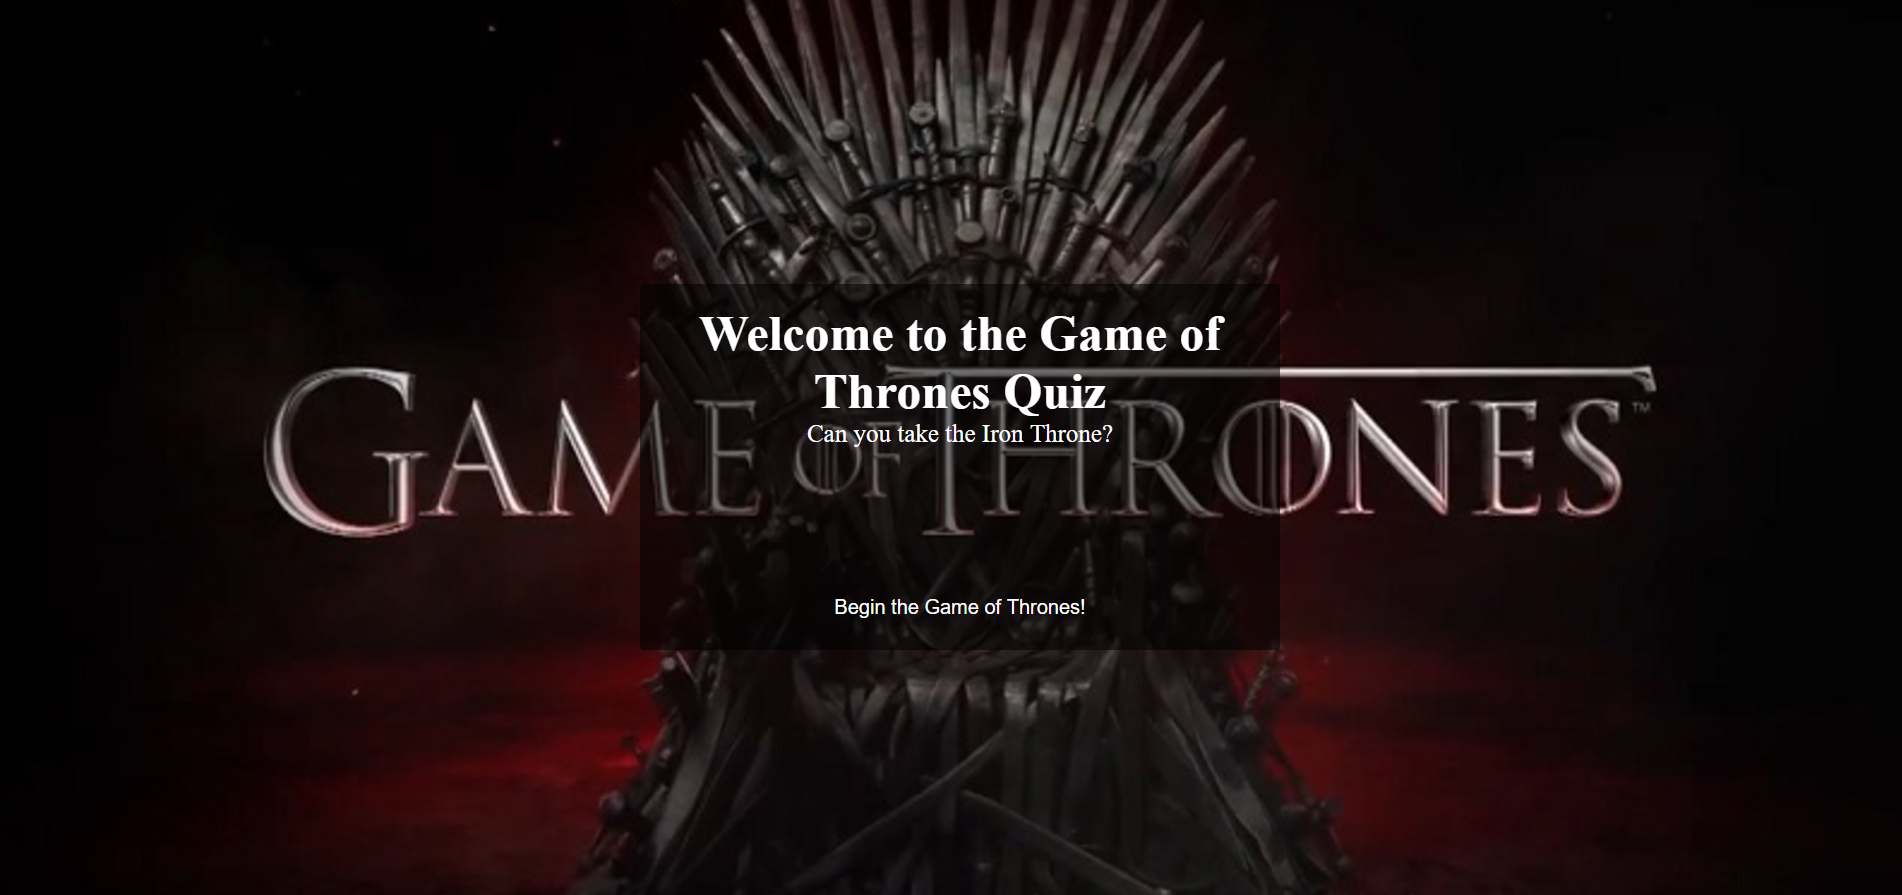 Welcome to the Game of
Thrones Quiz
Can you take the Iron Throne?
GAME OF THRONES™
Begin the Game of Thrones!